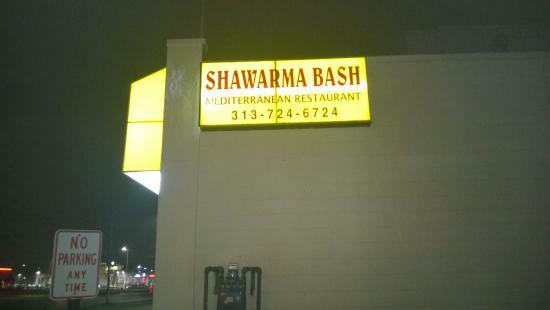 SHAWARMA BASH
MEDITERRANEAN RESTAURANT
313-724-6724
NO
PARKING
ANY
TIME